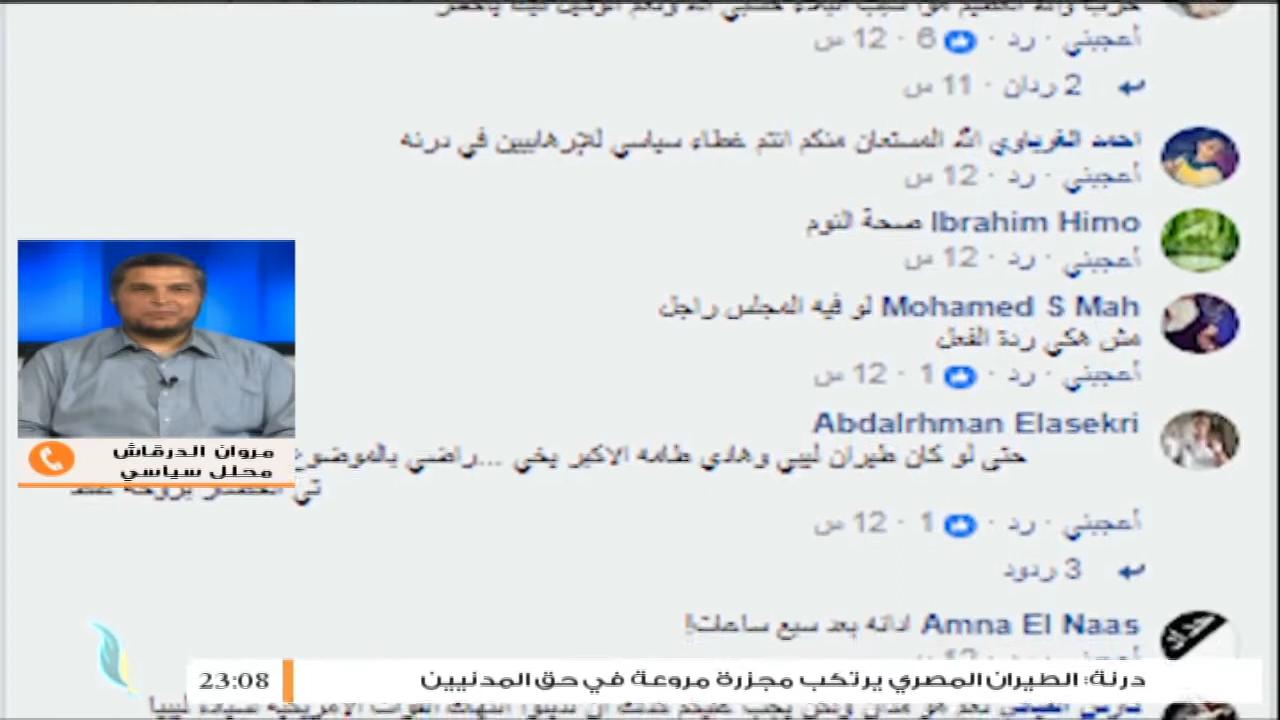 أعجبني · رد · 6 · 12 س
2 ردان · 11 س
احمد الغرياوي الله المستعان منكم انتم غطاء سياسي للإرهابيين في درنه
أعجبني · رد · 12 س
Ibrahim Himo صحة النوم
أعجبني · رد · 12 س
Mohamed S Mah لو فيه المجلس راجل
مش هكي ردة الفعل
أعجبني · رد · 1 · 12 س
Abdalrhman Elasekri
حتى لو كان طيران ليبي وهادي طامه الاكبر يخي ...راضي بالموضوع
أعجبني · رد · 1 · 12 س
3 ردود
Amna El Naas ادانه بعد سبع ساعات!
مروان الدرقاش
محلل سياسي
درنة: الطيران المصري يرتكب مجزرة مروعة في حق المدنيين
23:08